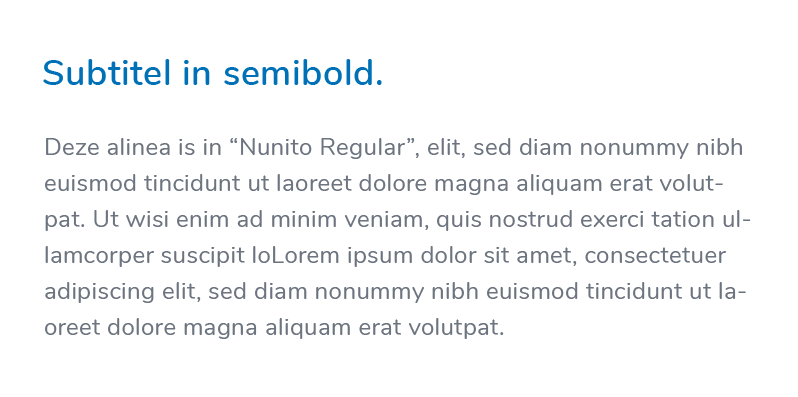 Subtitel in semibold.
Deze alinea is in “Nunito Regular”, elit, sed diam nonummy nibh
euismod tincidunt ut laoreet dolore magna aliquam erat volut-
pat. Ut wisi enim ad minim veniam, quis nostrud exerci tation ul-
lamcorper suscipit loLorem ipsum dolor sit amet, consectetuer
adipiscing elit, sed diam nonummy nibh euismod tincidunt ut la-
oreet dolore magna aliquam erat volutpat.